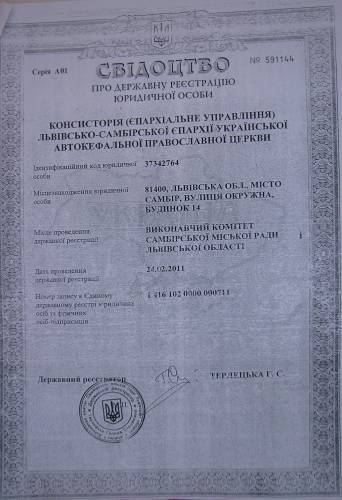 Серія А01
№ 591144
СВІДОЦТВО
ПРО ДЕРЖАВНУ РЕЄСТРАЦІЮ
ЮРИДИЧНОЇ ОСОБИ
КОНСИСТОРІЯ (ЄПАРХІАЛЬНЕ УПРАВЛІННЯ)
ЛЬВІВСЬКО-САМБІРСЬКОЇ ЄПАРХІЇ УКРАЇНСЬКОЇ
АВТОКЕФАЛЬНОЇ ПРАВОСЛАВНОЇ ЦЕРКВИ
Ідентифікаційний код юридичної особи
37342764
Місцезнаходження юридичної особи
81400, ЛЬВІВСЬКА ОБЛ., МІСТО
САМБІР, ВУЛИЦЯ ОКРУЖНА,
БУДИНОК 14
Місце проведення
державної реєстрації
ВИКОНАВЧИЙ КОМІТЕТ
САМБІРСЬКОЇ МІСЬКОЇ РАДИ
ЛЬВІВСЬКОЇ ОБЛАСТІ
Дата проведення
державної реєстрації
24.02.2011
Номер запису в Єдиному
державному реєстрі юридичних
осіб та фізичних
осіб-підприємців
1 416 102 0000 000711
Державний реєстратор
ТЕРЛЕЦЬКА Г. С.